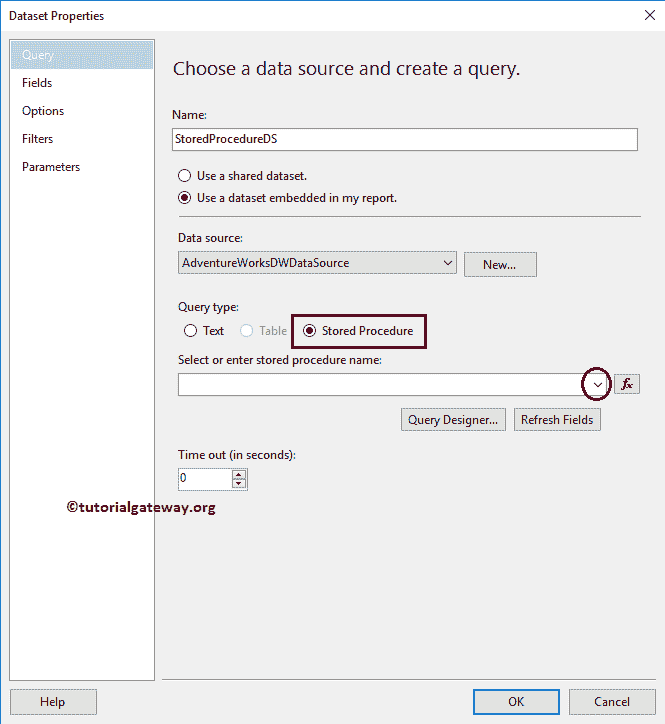 Dataset Properties
Query
Fields
Options
Filters
Parameters
Choose a data source and create a query.
Name:
StoredProcedureDS
Use a shared dataset.
Use a dataset embedded in my report.
Data source:
AdventureWorksDWDataSource
New...
Query type:
Text Table Stored Procedure
Select or enter stored procedure name:
fx
Query Designer... Refresh Fields
Time out (in seconds):
0
©tutorialgateway.org
Help OK Cancel